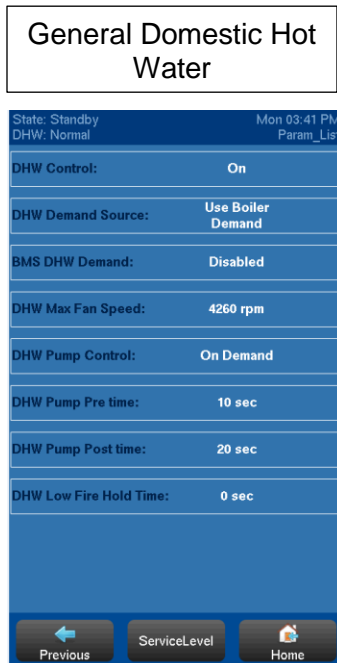 General Domestic Hot
Water
State: Standby
Mon 03:41 PM
DHW: Normal
Param_List
DHW Control:
On
DHW Demand Source:
Use Boiler
Demand
BMS DHW Demand:
Disabled
DHW Max Fan Speed:
4260 rpm
DHW Pump Control:
On Demand
DHW Pump Pre time:
10 sec
DHW Pump Post time:
20 sec
DHW Low Fire Hold Time:
0 sec
Previous
ServiceLevel
Home